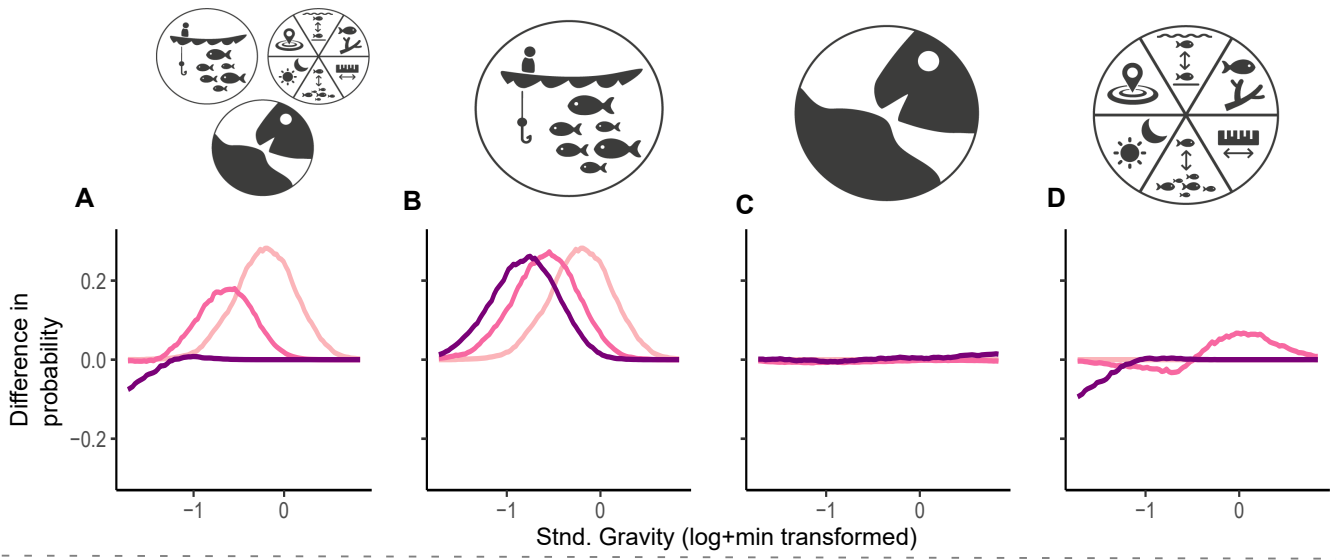 A
B
C
D
Difference in
probability
0.2
0.0
−0.2
−1
0
−1
0
−1
0
−1
0
Stnd. Gravity (log+min transformed)